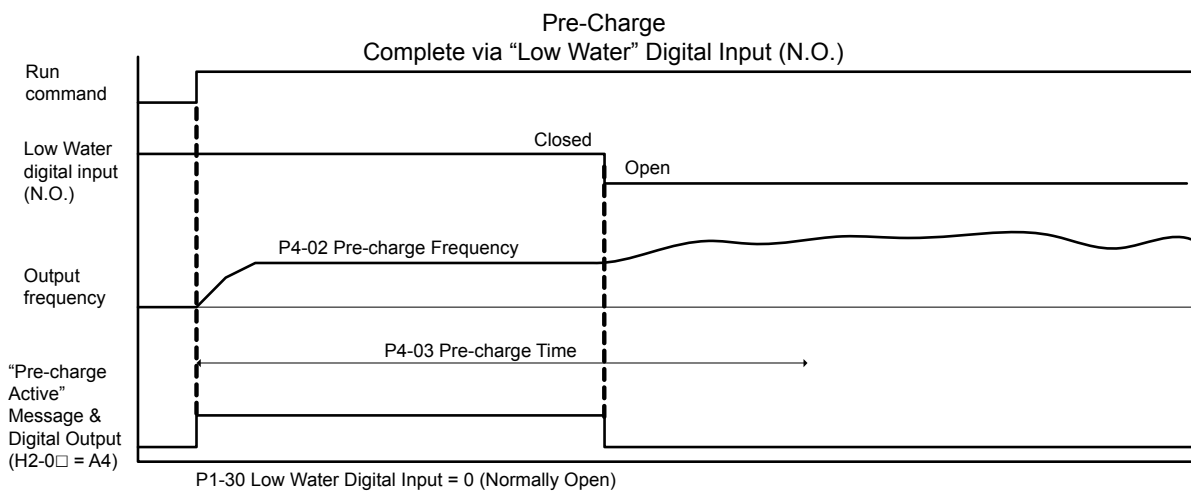 Pre-Charge
Complete via “Low Water” Digital Input (N.O.)
Run
command
Low Water
digital input
(N.O.)
Closed
Open
P4-02 Pre-charge Frequency
Output
frequency
P4-03 Pre-charge Time
“Pre-charge
Active”
Message &
Digital Output
(H2-0□ = A4)
P1-30 Low Water Digital Input = 0 (Normally Open)